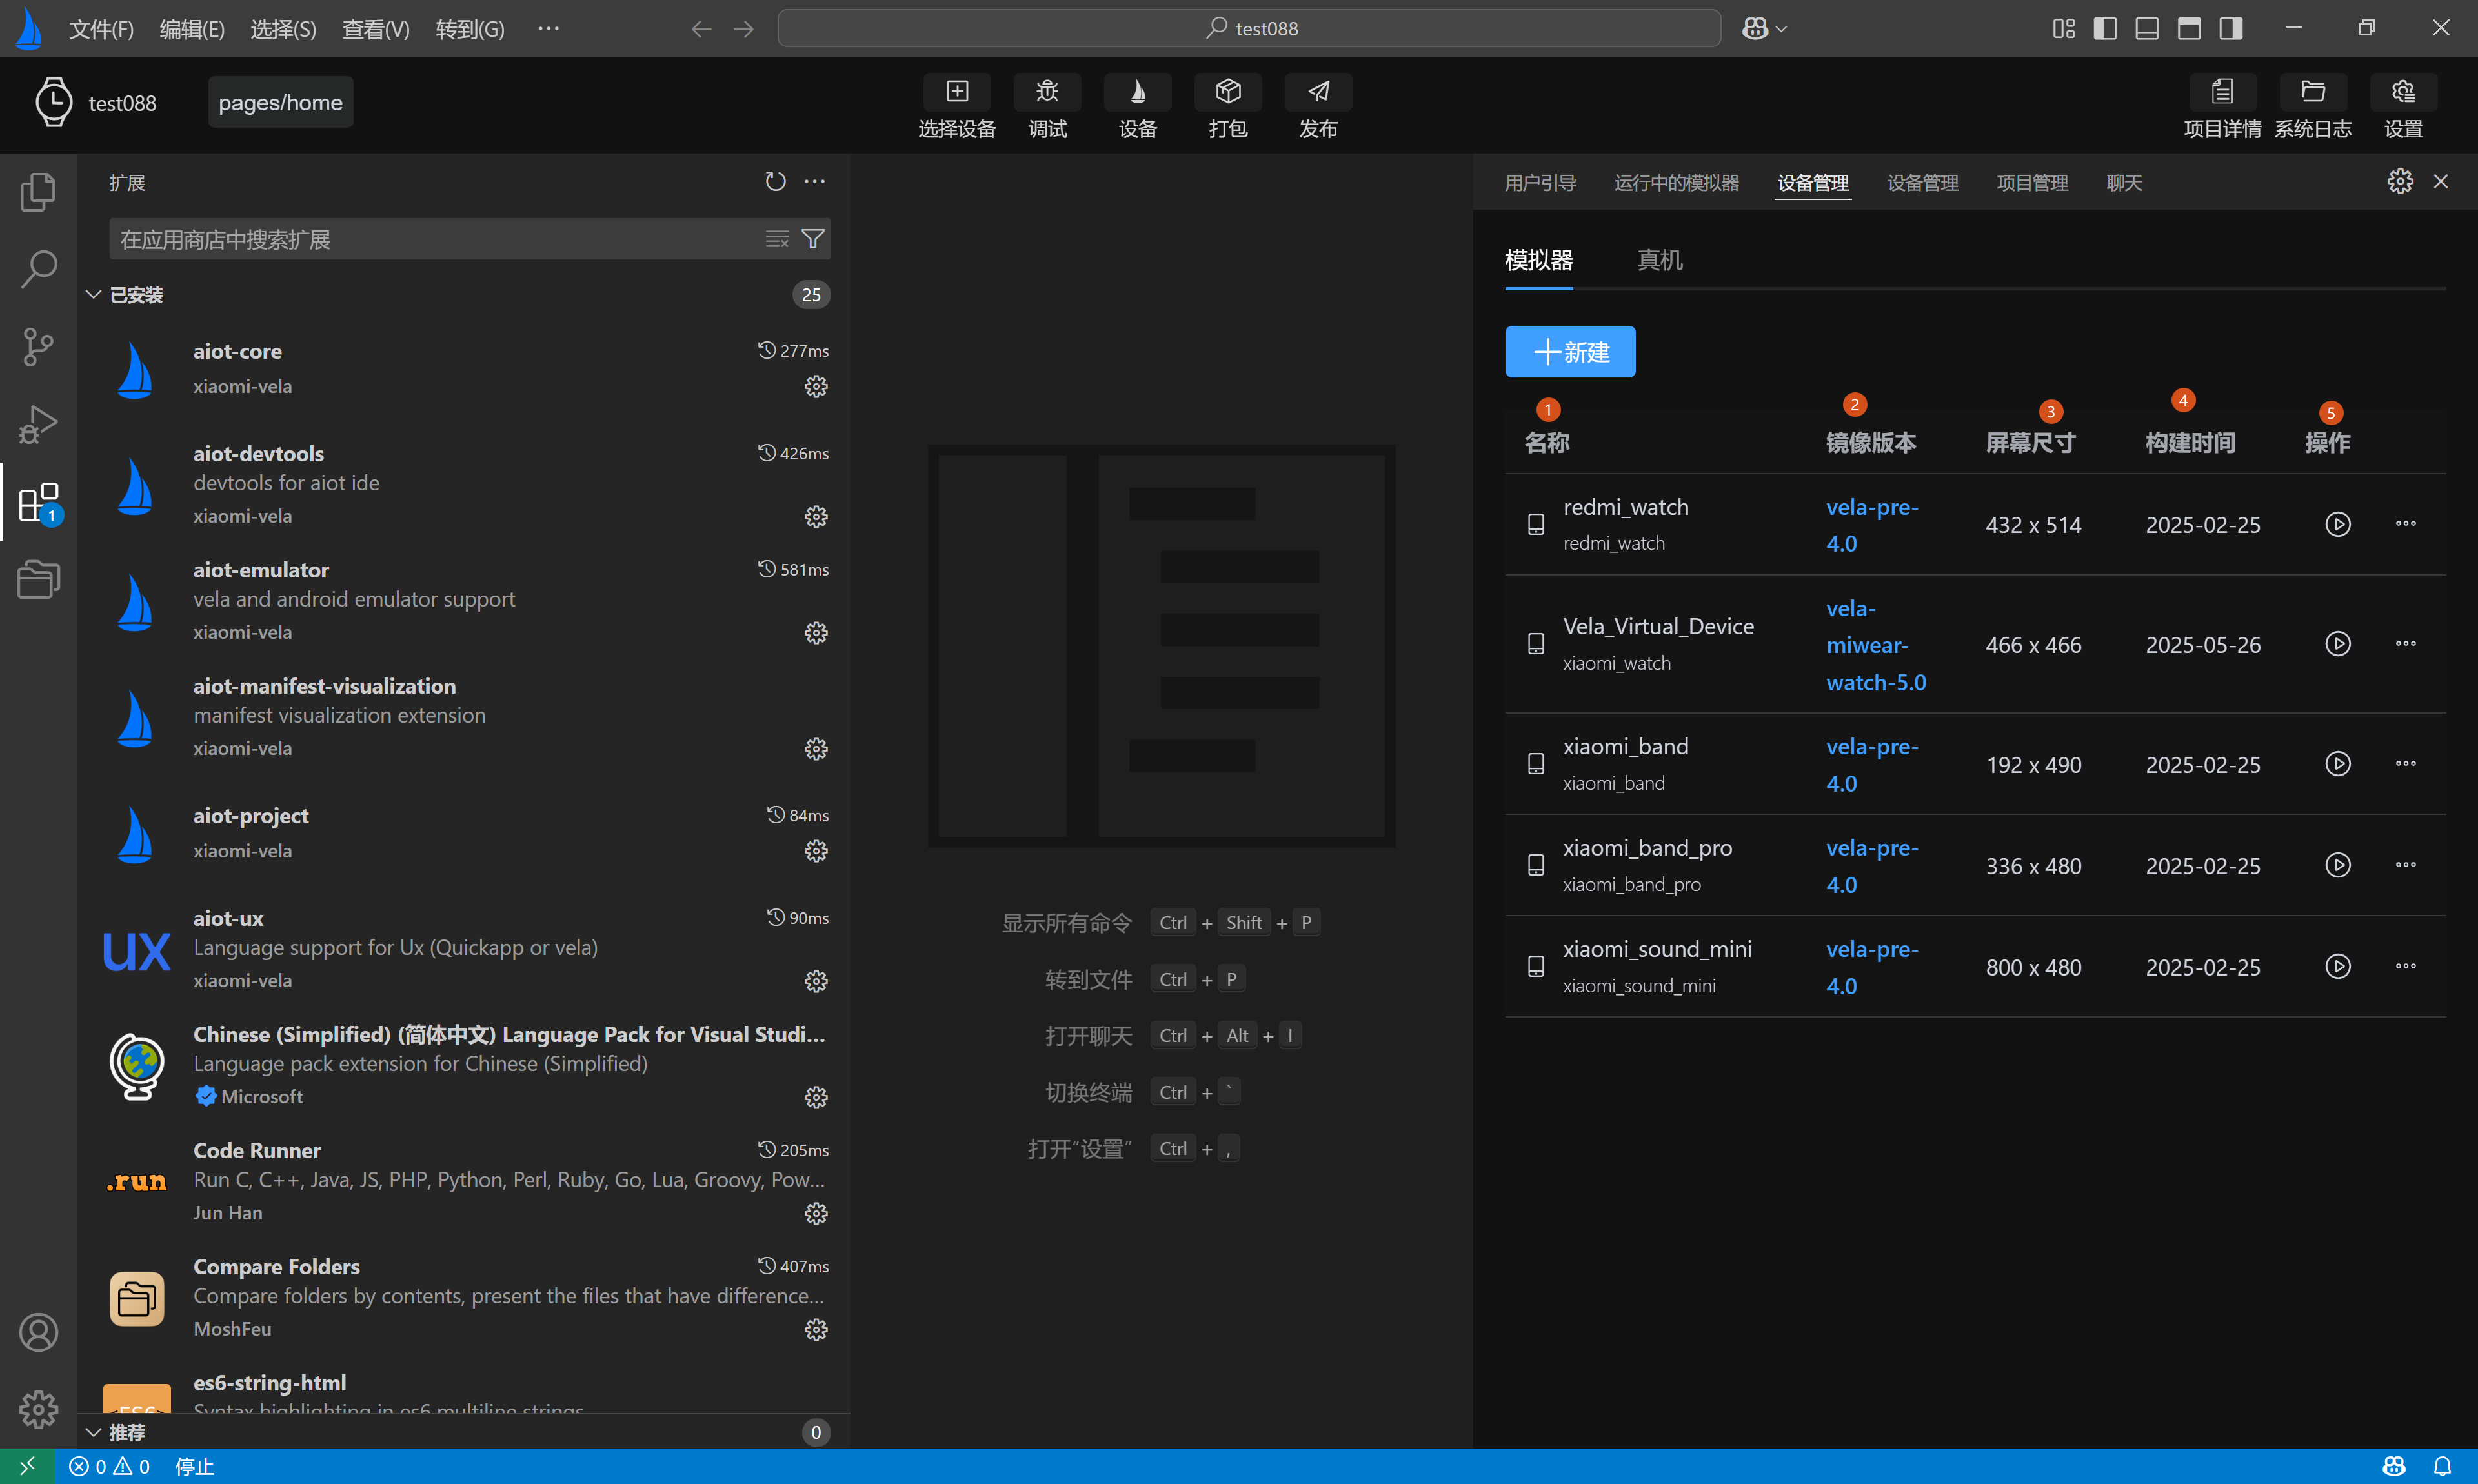 文件(F) 编辑(E) 选择(S) 查看(V) 转到(G) ··· test088
test088 pages/home
选择设备 调试 设备 打包 发布 项目详情 系统日志 设置
扩展
在应用商店中搜索扩展
已安装 25
aiot-core 277ms
xiaomi-vela
aiot-devtools 426ms
devtools for aiot ide
xiaomi-vela
aiot-emulator 581ms
vela and android emulator support
xiaomi-vela
aiot-manifest-visualization
manifest visualization extension
xiaomi-vela
aiot-project 84ms
xiaomi-vela
UX
aiot-ux 90ms
Language support for Ux (Quickapp or vela)
xiaomi-vela
Chinese (Simplified) (简体中文) Language Pack for Visual Studi...
Language pack extension for Chinese (Simplified)
Microsoft
.run
Code Runner 205ms
Run C, C++, Java, JS, PHP, Python, Perl, Ruby, Go, Lua, Groovy, Pow...
Jun Han
Compare Folders 407ms
Compare folders by contents, present the files that have difference...
MoshFeu
es6-string-html
Syntax highlighting in es6 multiline strings
推荐 0
1
显示所有命令 Ctrl + Shift + P
转到文件 Ctrl + P
打开聊天 Ctrl + Alt + I
切换终端 Ctrl + `
打开“设置” Ctrl + ,
用户引导 运行中的模拟器 设备管理 设备管理 项目管理 聊天
模拟器 真机
新建
1 2 3 4 5
名称 镜像版本 屏幕尺寸 构建时间 操作
redmi_watch
redmi_watch
vela-pre-
4.0
432 x 514 2025-02-25
Vela_Virtual_Device
xiaomi_watch
vela-
miwear-
watch-5.0
466 x 466 2025-05-26
xiaomi_band
xiaomi_band
vela-pre-
4.0
192 x 490 2025-02-25
xiaomi_band_pro
xiaomi_band_pro
vela-pre-
4.0
336 x 480 2025-02-25
xiaomi_sound_mini
xiaomi_sound_mini
vela-pre-
4.0
800 x 480 2025-02-25
0 0 停止